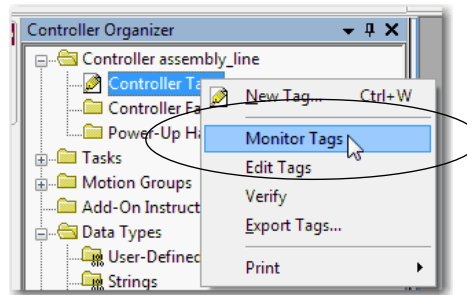 Controller Organizer
Controller assembly_line
Controller Ta
New Tag... Ctrl+W
Controller Fa
Power-Up Ha
Monitor Tags
Tasks
Edit Tags
Motion Groups
Verify
Add-On Instruct
Export Tags...
Data Types
User-Defined
Print
Strings